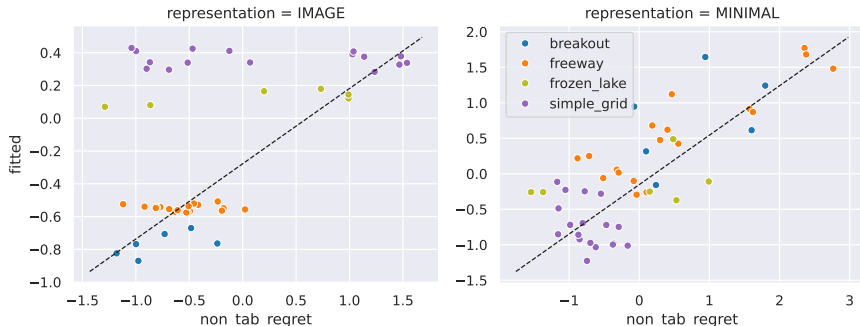 representation = IMAGE
0.4
0.2
0.0
−0.2
−0.4
−0.6
−0.8
−1.0
fitted
−1.5 −1.0 −0.5 0.0 0.5 1.0 1.5
non_tab_regret
representation = MINIMAL
2.0
1.5
1.0
0.5
0.0
−0.5
−1.0
−1.5
breakout
freeway
frozen_lake
simple_grid
−1 0 1 2 3
non_tab_regret